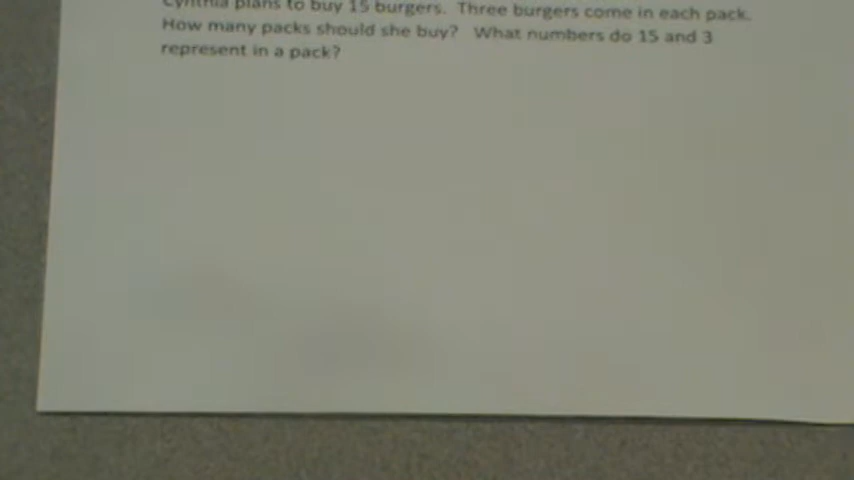 Cynthia plans to buy 15 burgers. Three burgers come in each pack.
How many packs should she buy? What numbers do 15 and 3
represent in a pack?